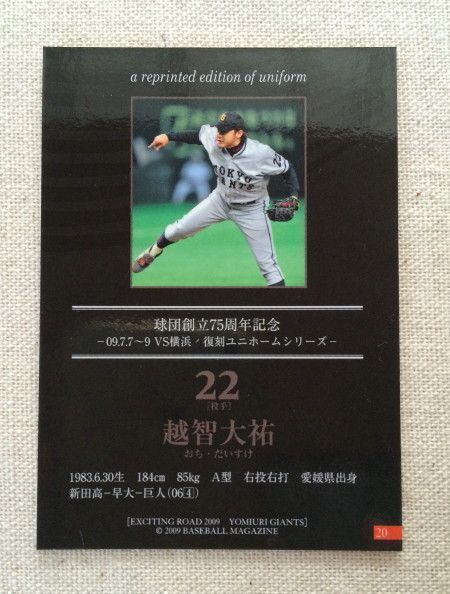 a reprinted edition of uniform
TOKYO
GIANTS
22
球団創立75周年記念
−09.7.7〜9 VS横浜〃復刻ユニホームシリーズ−
22
[投手]
越智大祐
おち・だいすけ
1983.6.30生 184cm 85kg A型 右投右打 愛媛県出身
新田高−早大−巨人(06④)
[EXCITING ROAD 2009 YOMIURI GIANTS]
© 2009 BASEBALL MAGAZINE
20